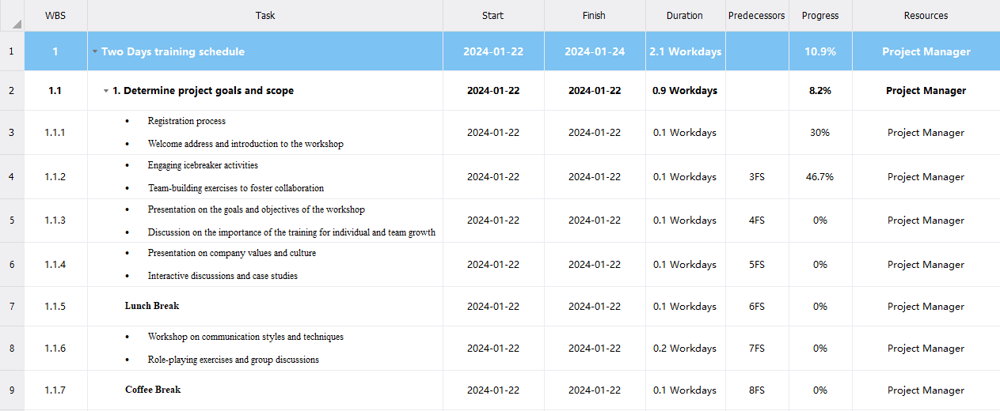 WBS Task Start Finish Duration Predecessors Progress Resources
1 1 Two Days training schedule 2024-01-22 2024-01-24 2.1 Workdays 10.9% Project Manager
2 1.1 1. Determine project goals and scope 2024-01-22 2024-01-22 0.9 Workdays 8.2% Project Manager
• Registration process
3 1.1.1 2024-01-22 2024-01-22 0.1 Workdays 30% Project Manager
• Welcome address and introduction to the workshop
• Engaging icebreaker activities
4 1.1.2 2024-01-22 2024-01-22 0.1 Workdays 3FS 46.7% Project Manager
• Team-building exercises to foster collaboration
• Presentation on the goals and objectives of the workshop
5 1.1.3 2024-01-22 2024-01-22 0.1 Workdays 4FS 0% Project Manager
• Discussion on the importance of the training for individual and team growth
• Presentation on company values and culture
6 1.1.4 2024-01-22 2024-01-22 0.1 Workdays 5FS 0% Project Manager
• Interactive discussions and case studies
7 1.1.5 Lunch Break 2024-01-22 2024-01-22 0.1 Workdays 6FS 0% Project Manager
• Workshop on communication styles and techniques
8 1.1.6 2024-01-22 2024-01-22 0.2 Workdays 7FS 0% Project Manager
• Role-playing exercises and group discussions
9 1.1.7 Coffee Break 2024-01-22 2024-01-22 0.1 Workdays 8FS 0% Project Manager